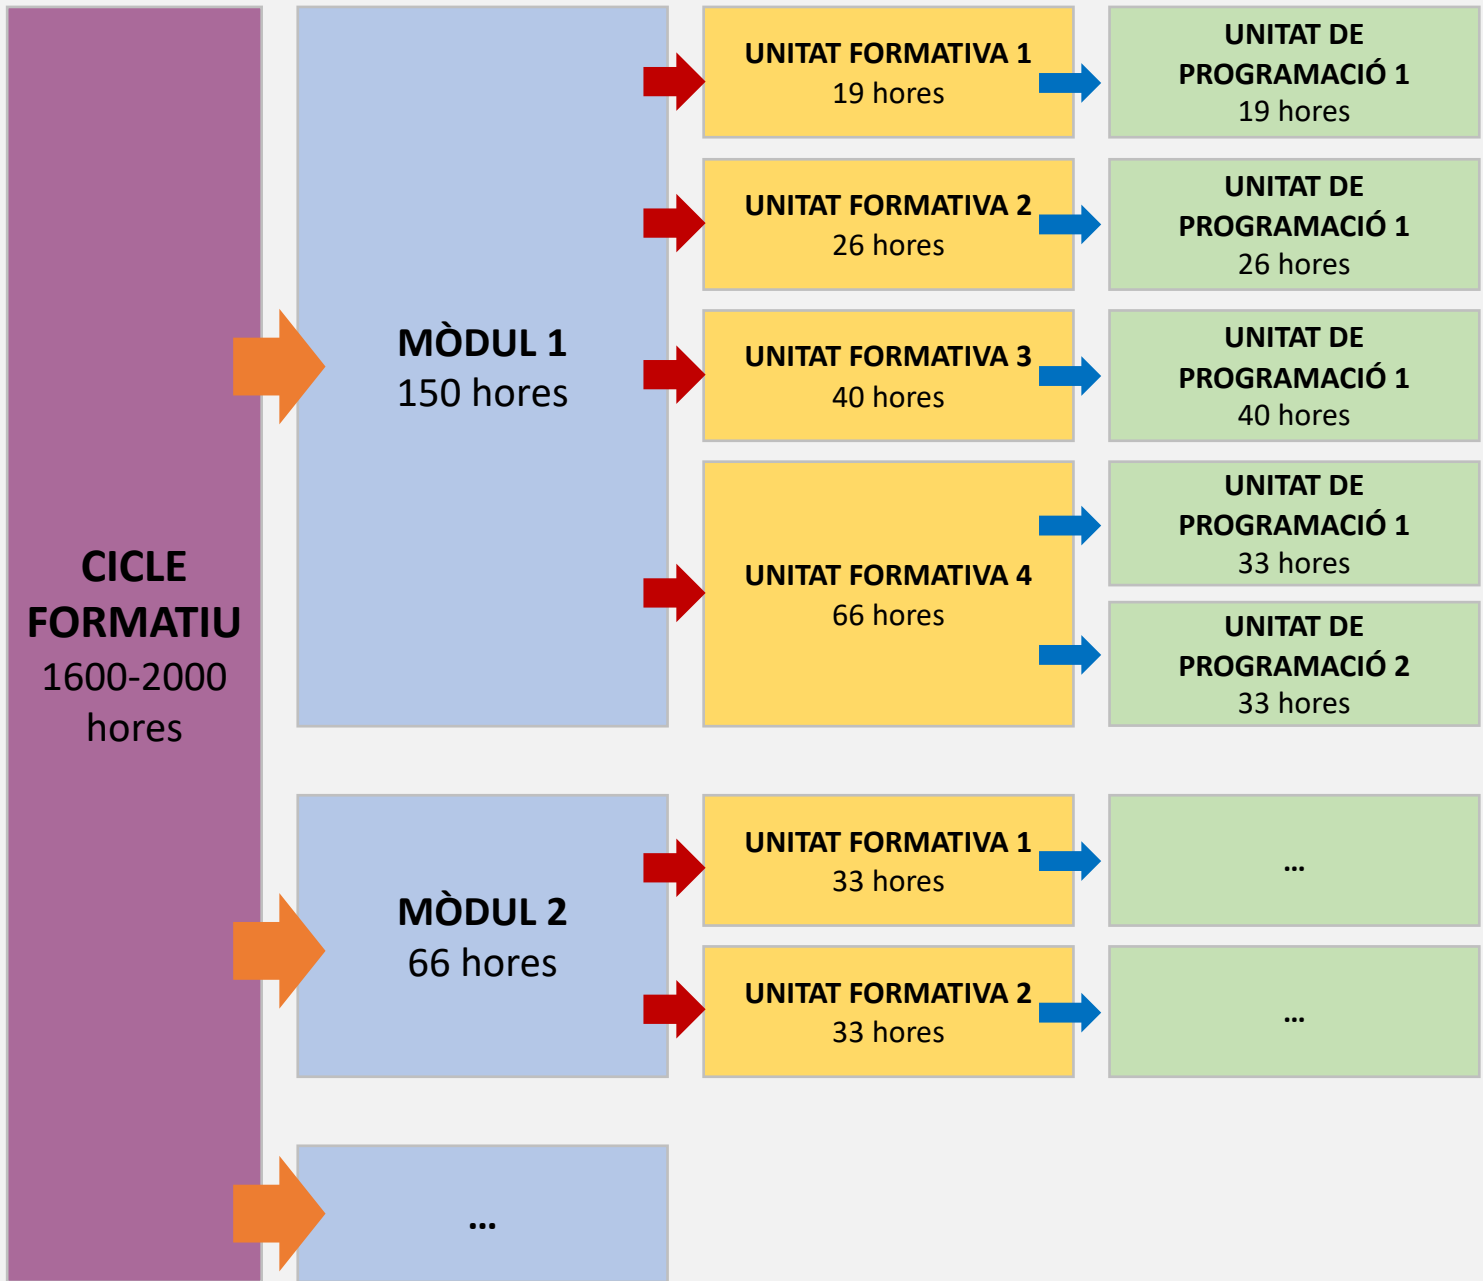 CICLE
FORMATIU
1600-2000
hores
MÒDUL 1
150 hores
UNITAT FORMATIVA 1
19 hores
UNITAT DE
PROGRAMACIÓ 1
19 hores
UNITAT FORMATIVA 2
26 hores
UNITAT DE
PROGRAMACIÓ 1
26 hores
UNITAT FORMATIVA 3
40 hores
UNITAT DE
PROGRAMACIÓ 1
40 hores
UNITAT FORMATIVA 4
66 hores
UNITAT DE
PROGRAMACIÓ 1
33 hores
UNITAT DE
PROGRAMACIÓ 2
33 hores
MÒDUL 2
66 hores
UNITAT FORMATIVA 1
33 hores
...
UNITAT FORMATIVA 2
33 hores
...
...